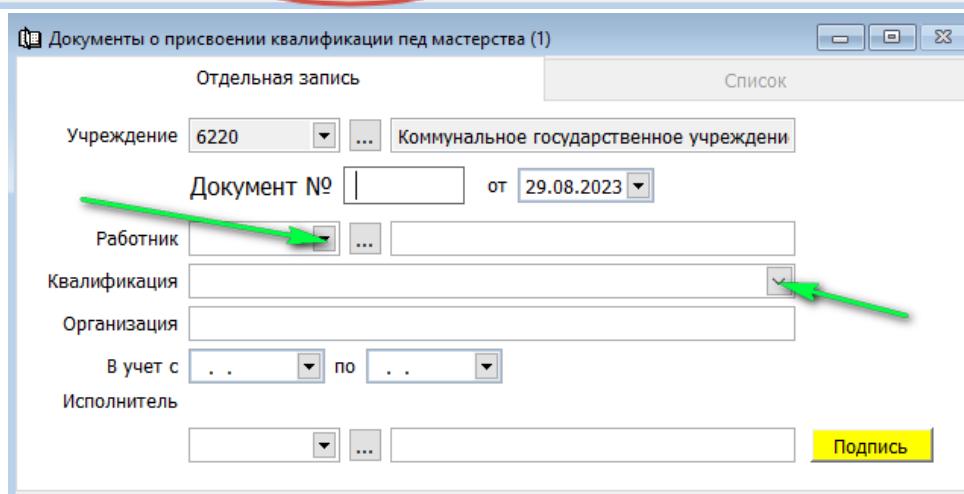 Документы о присвоении квалификации пед мастерства (1)
Отдельная запись Список
Учреждение 6220 ... Коммунальное государственное учреждени
Документ № от 29.08.2023
Работник ...
Квалификация
Организация
В учет с . . по . .
Исполнитель
... Подпись